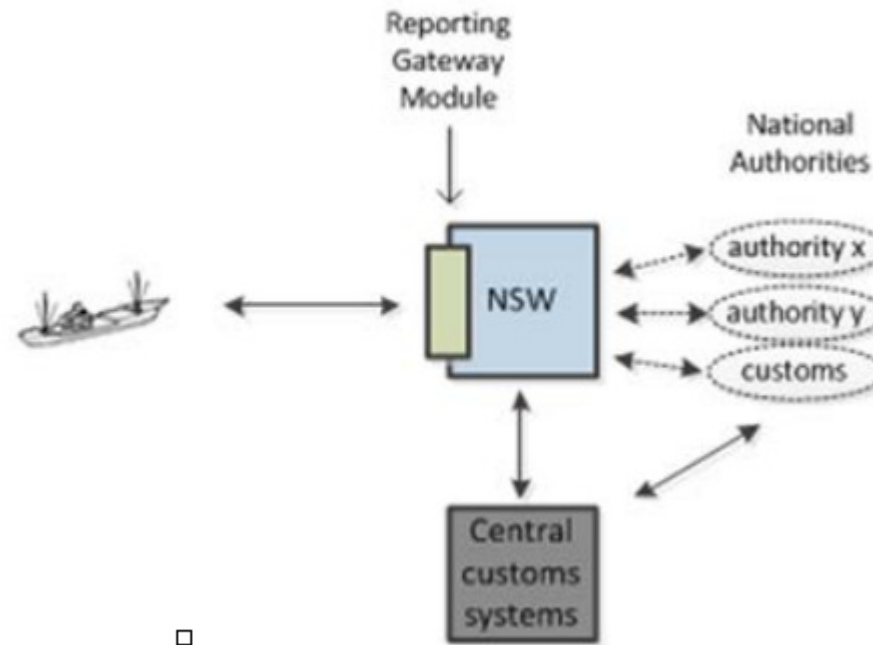 Reporting
Gateway
Module
National
Authorities
authority x
NSW
authority y
customs
Central
customs
systems